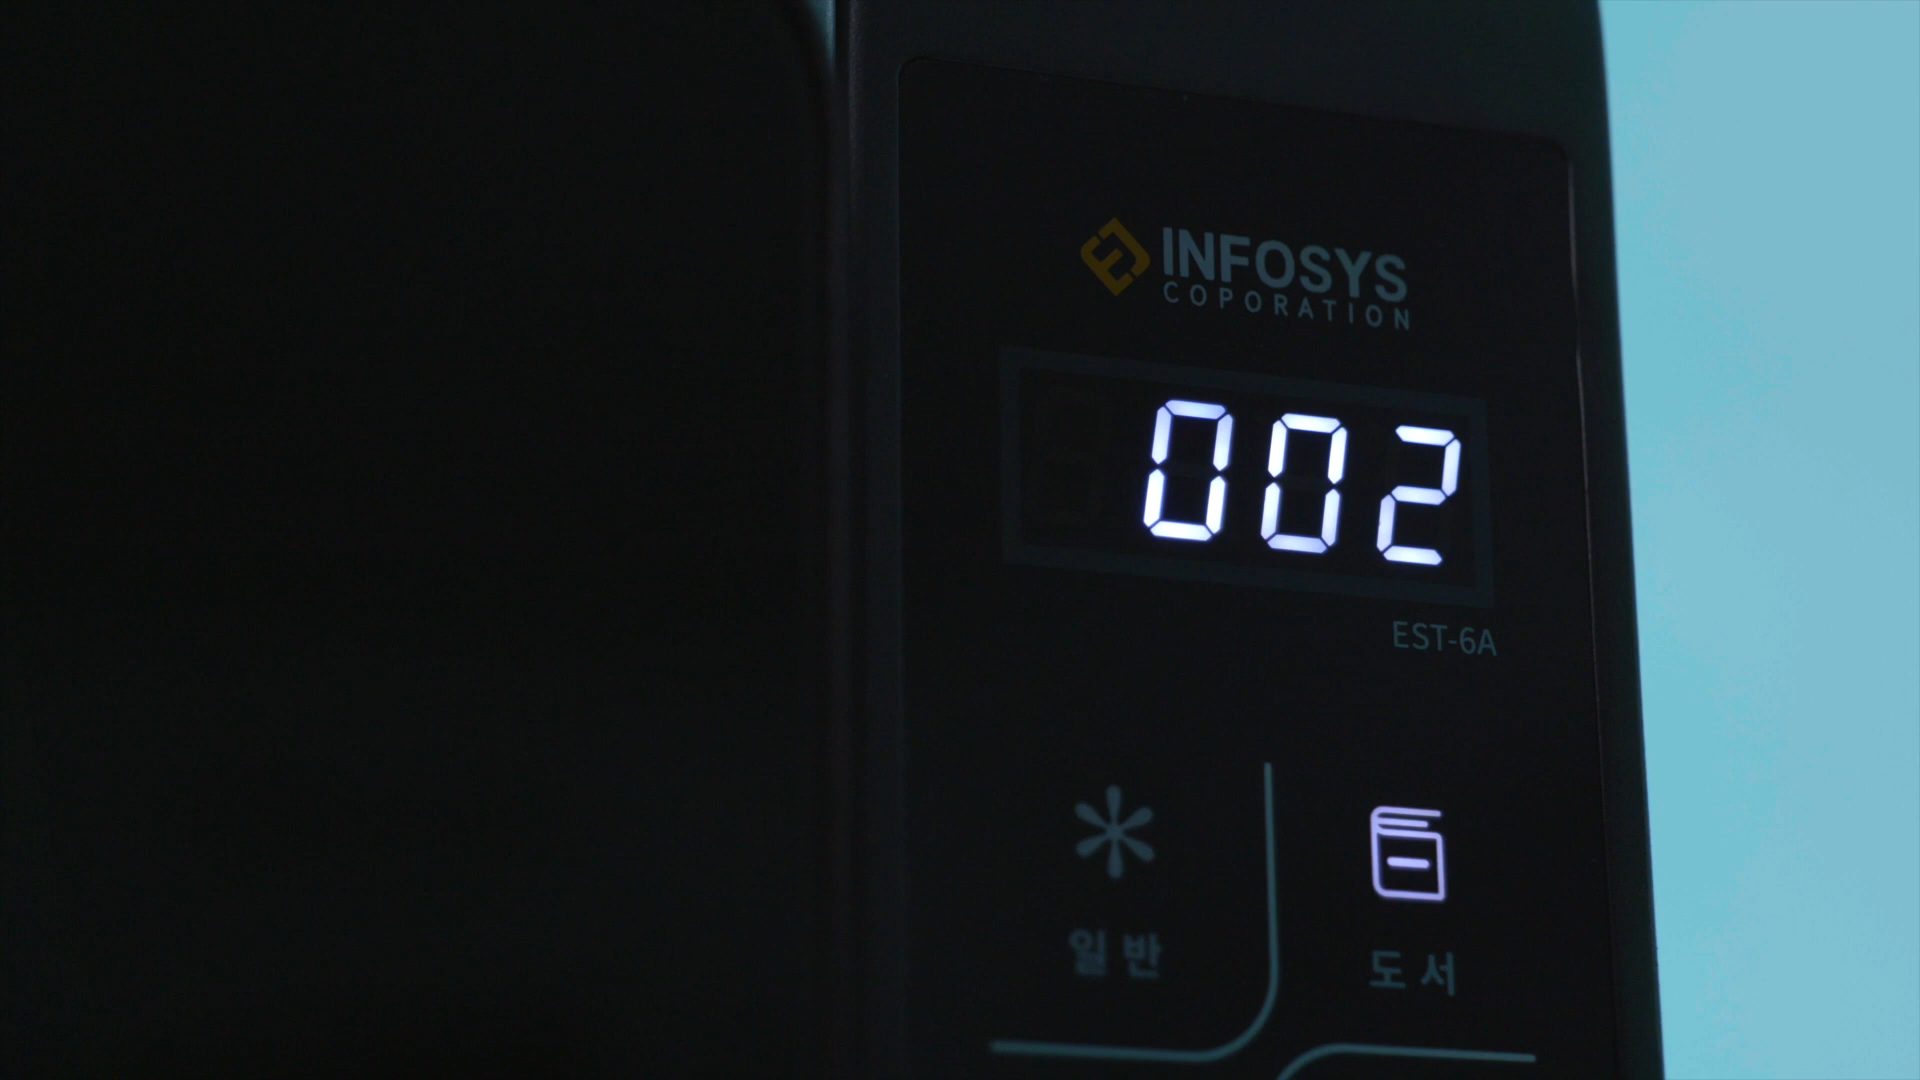 INFOSYS
COPORATION
002
EST-6A
일반
도서